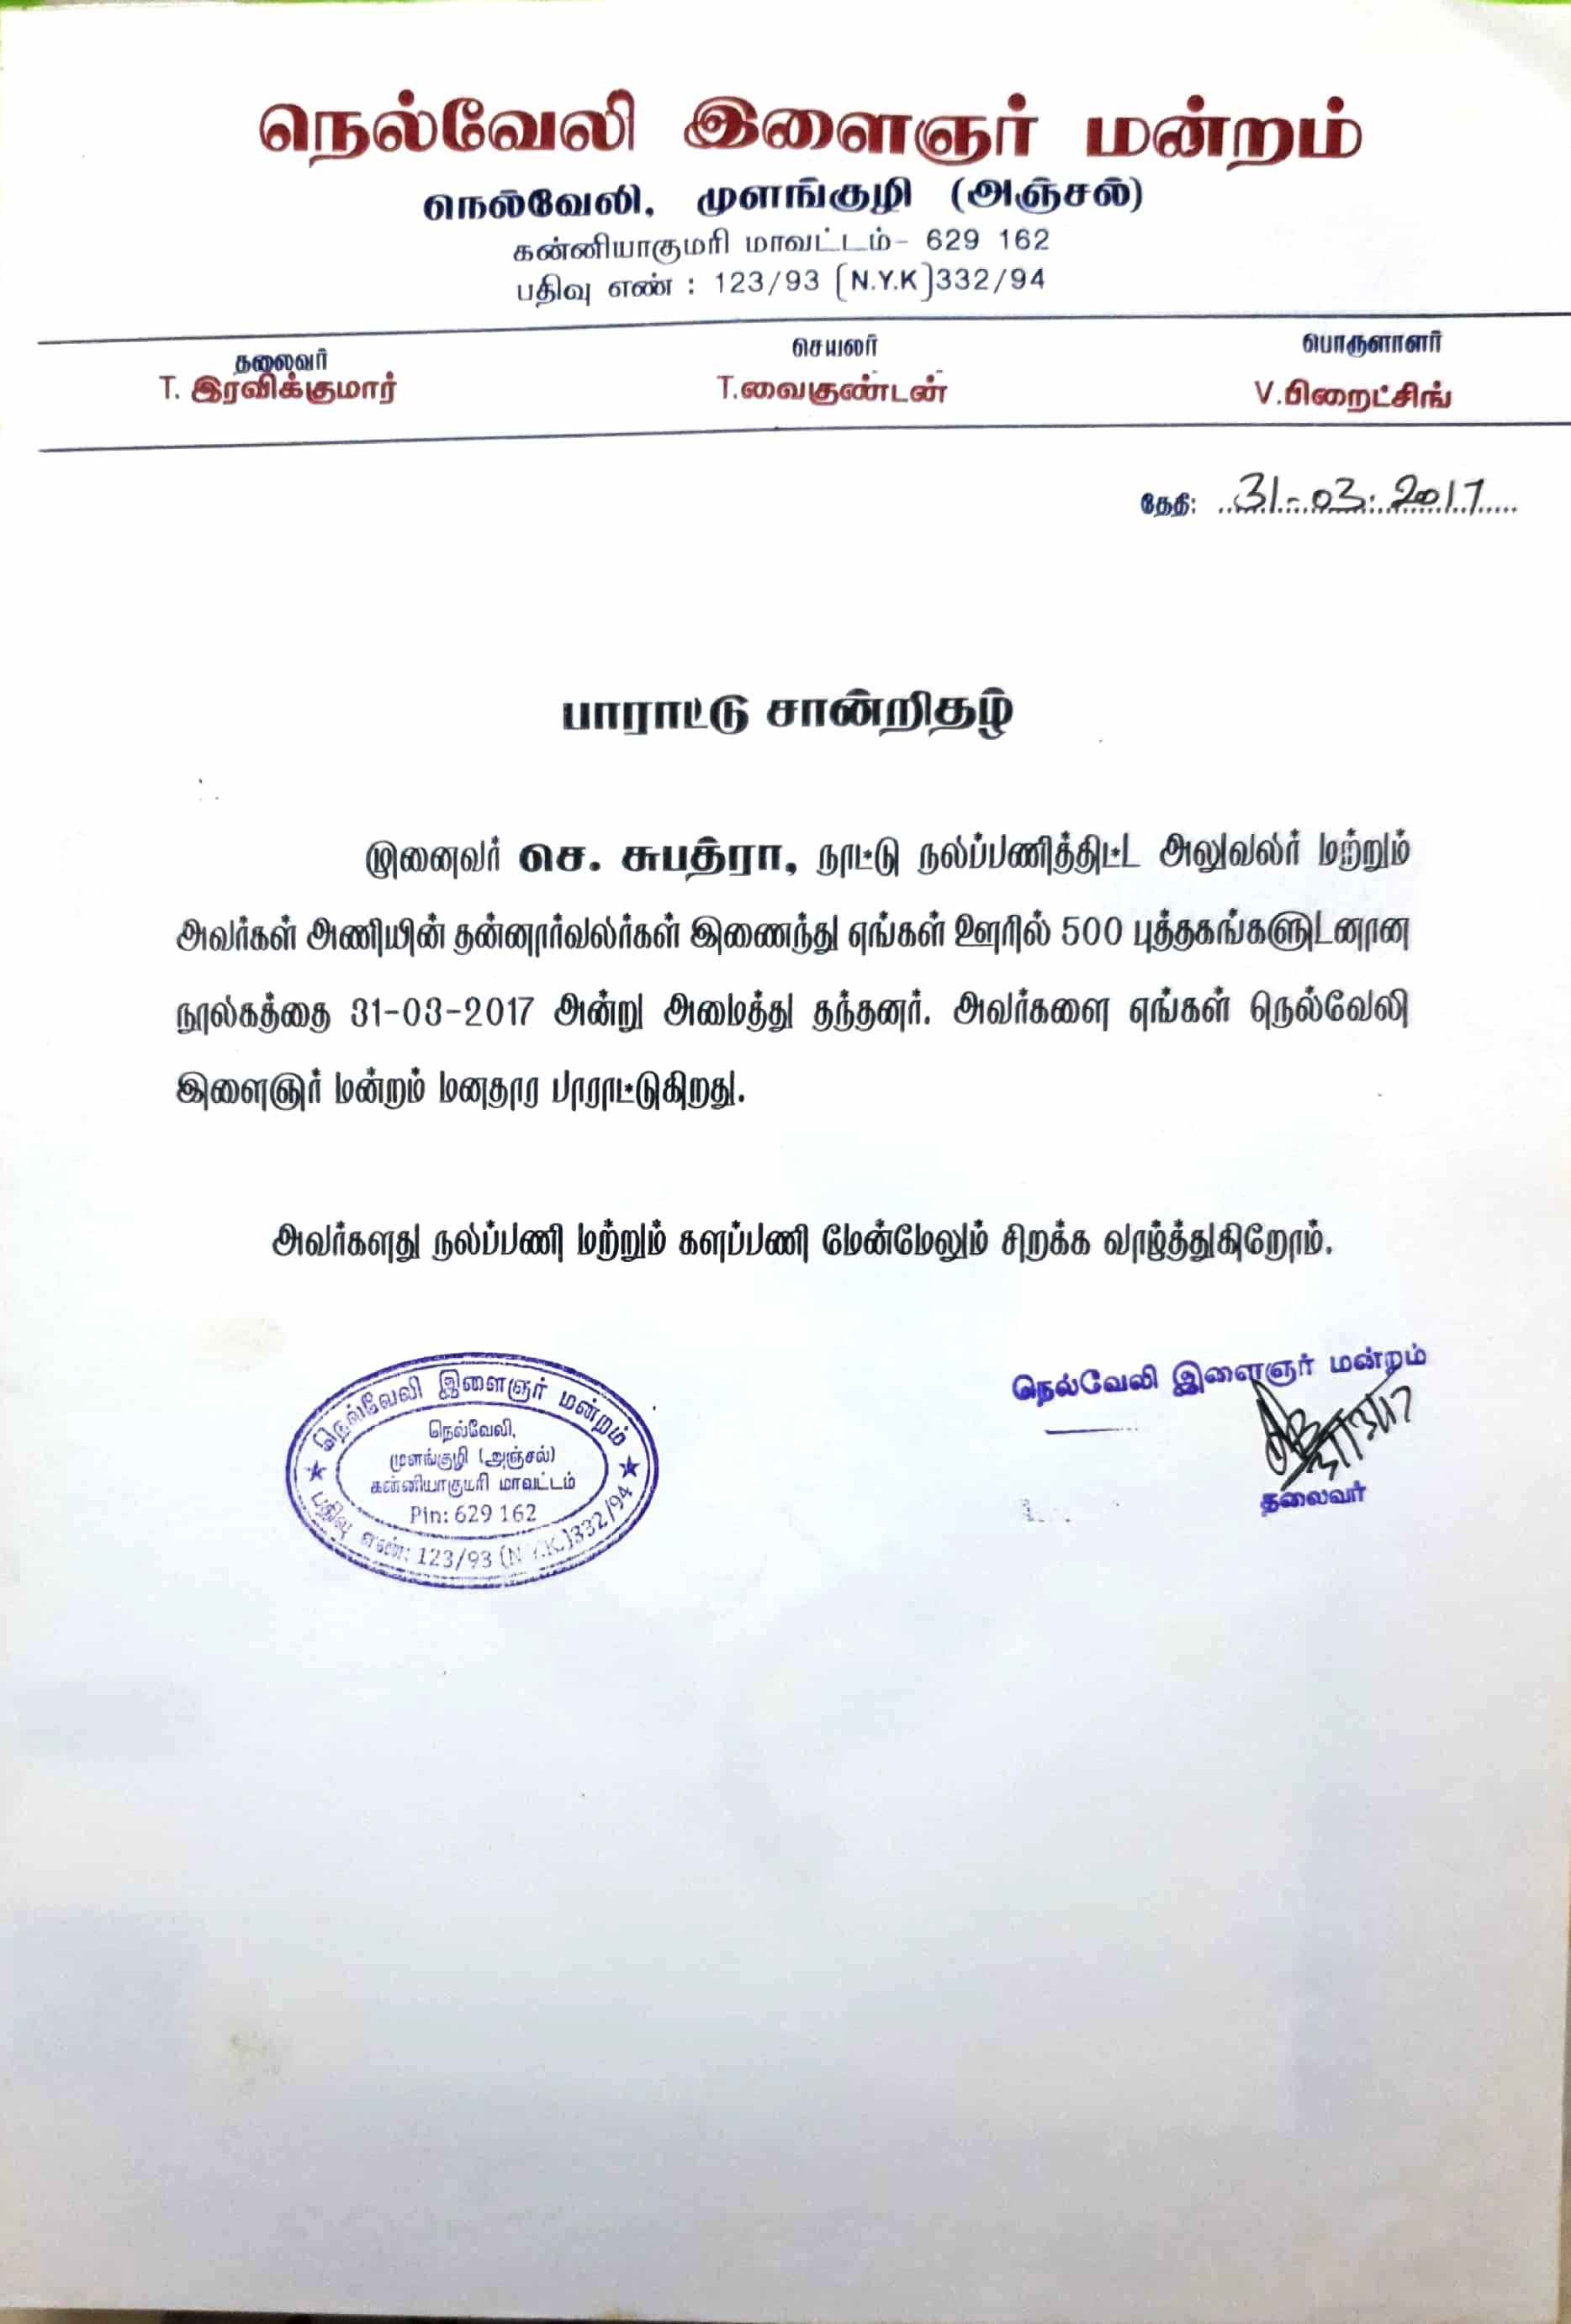 நெல்வேலி இளைஞர் மன்றம்
நெல்வேலி, முளங்குழி (அஞ்சல்)
கன்னியாகுமரி மாவட்டம்- 629 162
பதிவு எண் : 123/93 (N.Y.K)332/94
தலைவர் செயலர் பொருளாளர்
T. இரவிக்குமார் T.வைகுண்டன் V.பிறைட்சிங்
தேதி: 31-03-2017
பாராட்டு சான்றிதழ்
முனைவர் செ. சுபத்ரா, நாட்டு நலப்பணித்திட்ட அலுவலர் மற்றும்
அவர்கள் அணியின் தன்னார்வலர்கள் இணைந்து எங்கள் ஊரில் 500 புத்தகங்களுடனான
நூலகத்தை 31-03-2017 அன்று அமைத்து தந்தனர். அவர்களை எங்கள் நெல்வேலி
இளைஞர் மன்றம் மனதார பாராட்டுகிறது.
அவர்களது நலப்பணி மற்றும் களப்பணி மேன்மேலும் சிறக்க வாழ்த்துகிறோம்.
நெல்வேலி இளைஞர் மன்றம்
நெல்வேலி,
முளங்குழி (அஞ்சல்)
கன்னியாகுமரி மாவட்டம்
Pin: 629 162
பதிவு எண்: 123/93 (N.Y.K.)332/94
நெல்வேலி இளைஞர் மன்றம்
31/3/17
தலைவர்